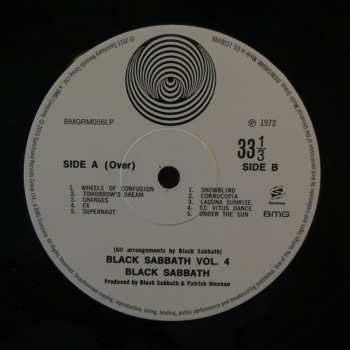 BMGRM056LP
℗ 1972
SIDE A (Over)
33 1/3
SIDE B
1. WHEELS OF CONFUSION
2. TOMORROW'S DREAM
3. CHANGES
4. FX
5. SUPERNAUT
1. SNOWBLIND
2. CORNUCOPIA
3. LAGUNA SUNRISE
4. ST. VITUS DANCE
5. UNDER THE SUN
BMG
(All arrangements by Black Sabbath)
BLACK SABBATH VOL. 4
BLACK SABBATH
Produced by Black Sabbath & Patrick Meehan